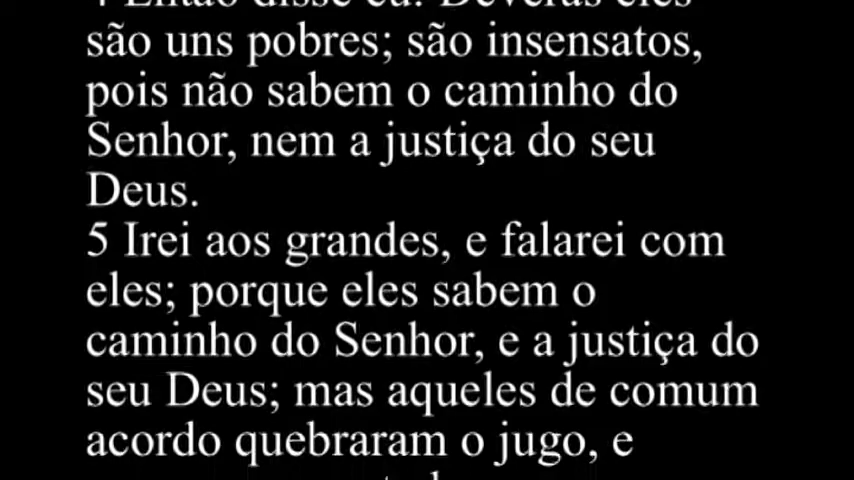 4 Então disse eu: Deveras eles
são uns pobres; são insensatos,
pois não sabem o caminho do
Senhor, nem a justiça do seu
Deus.
5 Irei aos grandes, e falarei com
eles; porque eles sabem o
caminho do Senhor, e a justiça do
seu Deus; mas aqueles de comum
acordo quebraram o jugo, e